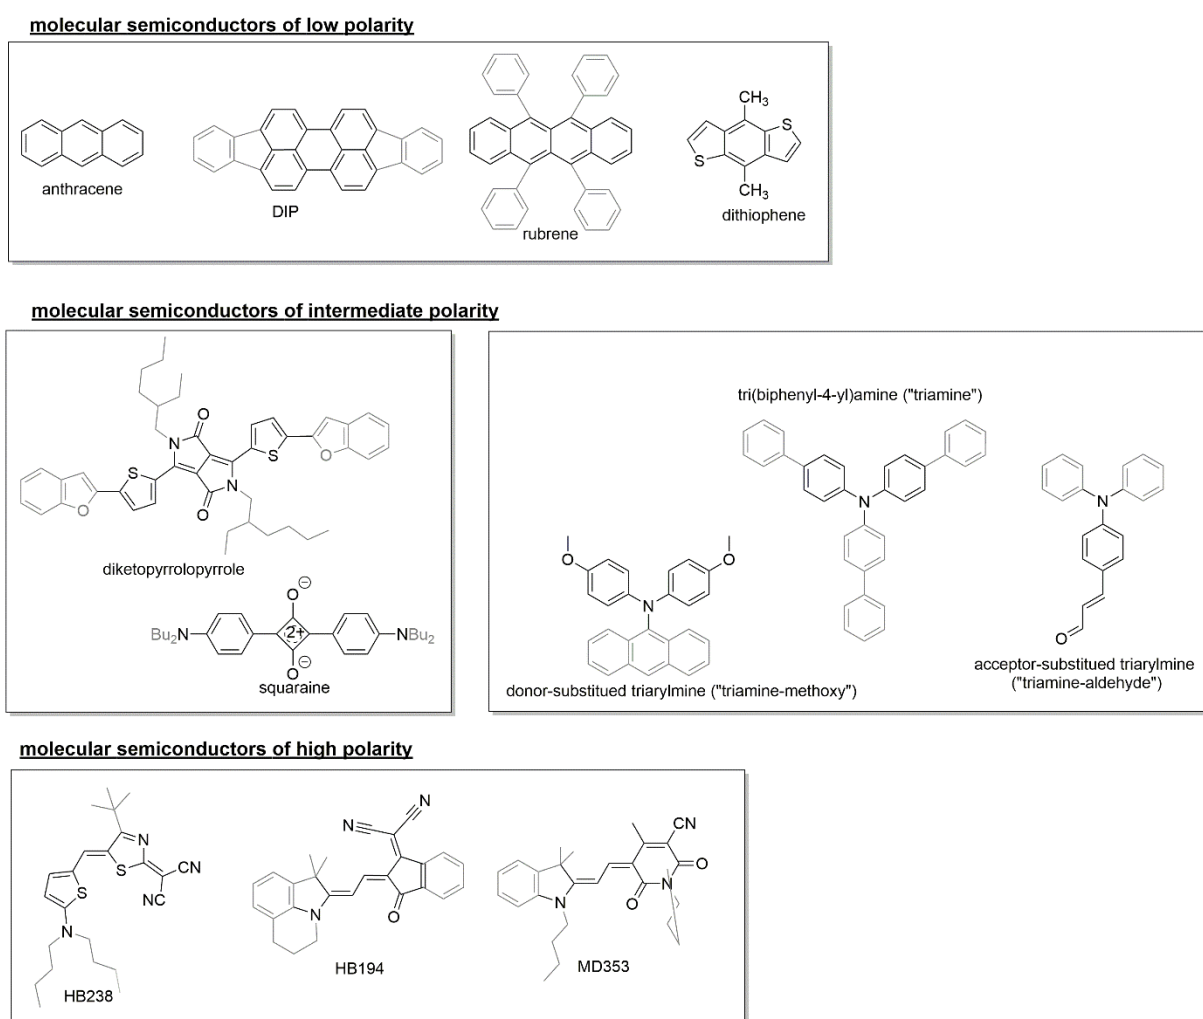 molecular semiconductors of low polarity
CH3
S
S
CH3
anthracene
DIP
rubrene
dithiophene
molecular semiconductors of intermediate polarity
O
N
S
O
S
O
N
O
diketopyrrolopyrrole
O
⊖
Bu2N
2+
NBu2
O
⊖
squaraine
tri(biphenyl-4-yl)amine ("triamine")
N
N
O
O
N
O
donor-substitued triarylmine ("triamine-methoxy")
acceptor-substitued triarylmine
("triamine-aldehyde")
molecular semiconductors of high polarity
N
S
CN
NC
S
N
HB238
N
N
N
O
HB194
CN
O
N
O
N
MD353